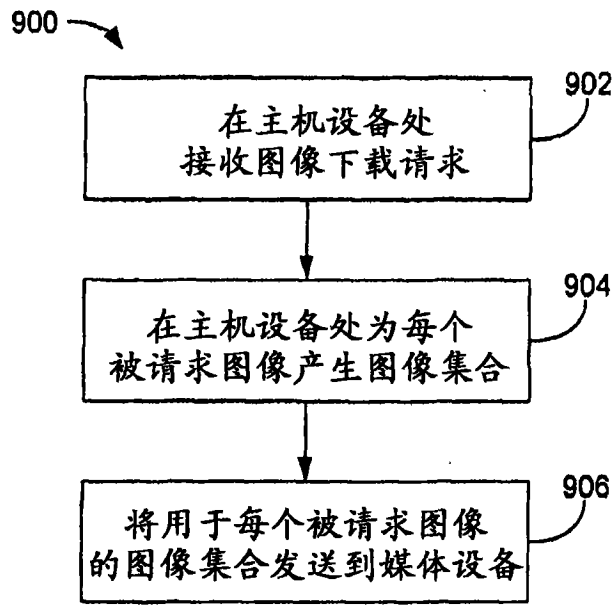 900
902
在主机设备处
接收图像下载请求
904
在主机设备处为每个
被请求图像产生图像集合
906
将用于每个被请求图像
的图像集合发送到媒体设备